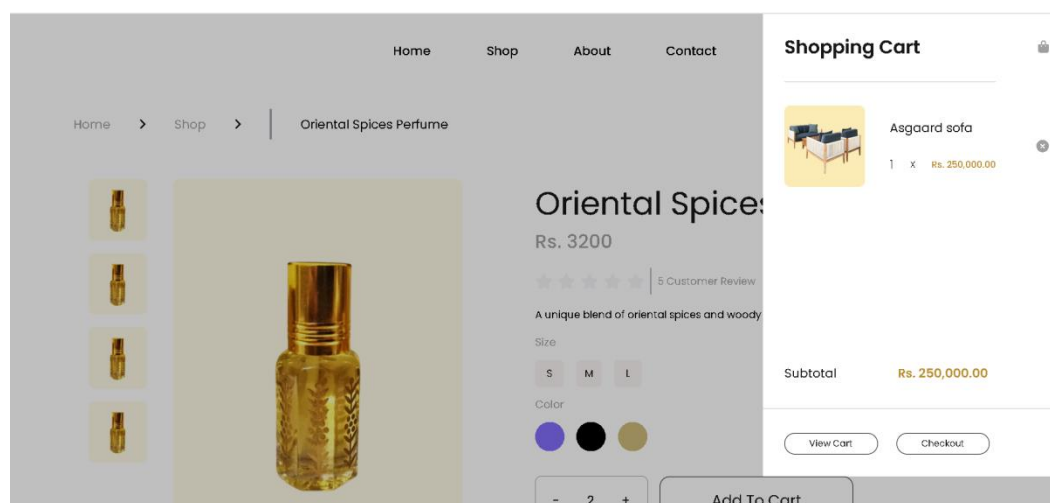 Home Shop About Contact
Home > Shop > Oriental Spices Perfume
Oriental Spices
Rs. 3200
5 Customer Review
A unique blend of oriental spices and woody
Size
S M L
Color
- 2 +
Add To Cart
Shopping Cart
Asgaard sofa
1 X Rs. 250,000.00
Subtotal Rs. 250,000.00
View Cart Checkout